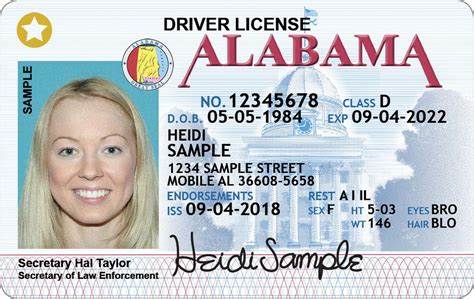 DRIVER LICENSE
ALABAMA
SAMPLE
NO. 12345678 CLASS D
D.O.B. 05-05-1984 EXP 09-04-2022
HEIDI
SAMPLE
1234 SAMPLE STREET
MOBILE AL 36608-5658
ENDORSEMENTS REST A I IL
ISS 09-04-2018 SEX F HT 5-03 EYES BRO
WT 146 HAIR BLO
Secretary Hal Taylor
Secretary of Law Enforcement
Heidi Sample